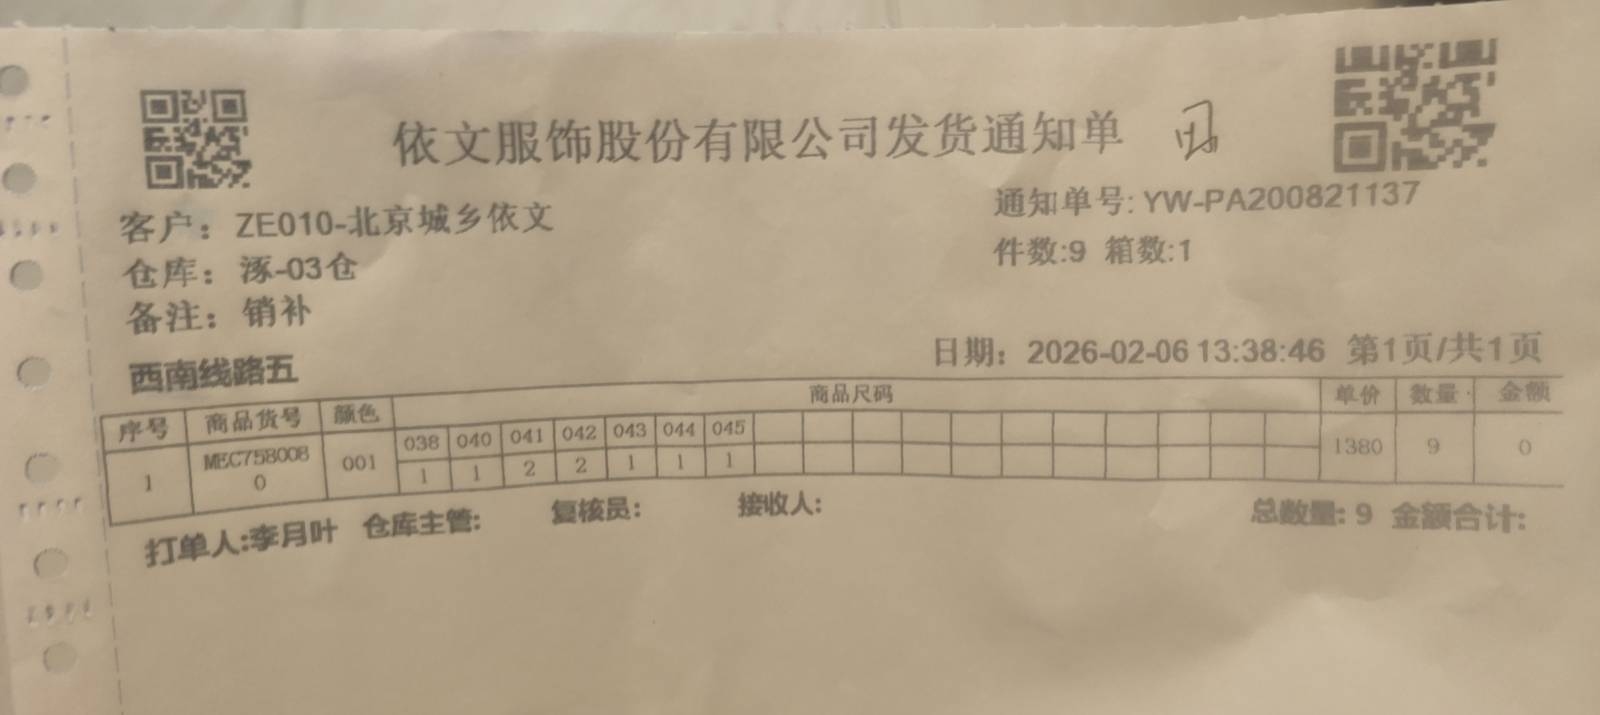 依文服饰股份有限公司发货通知单
客户：ZE010-北京城乡依文
通知单号: YW-PA200821137
仓库：涿-03仓
件数:9 箱数:1
备注：销补
西南线路五
日期：2026-02-06 13:38:46 第1页/共1页
序号 商品货号 颜色 商品尺码 单价 数量 金额
038 040 041 042 043 044 045
1 MEC7580080 001 1 1 2 2 1 1 1 1380 9 0
打单人:李月叶 仓库主管: 复核员: 接收人: 总数量: 9 金额合计: